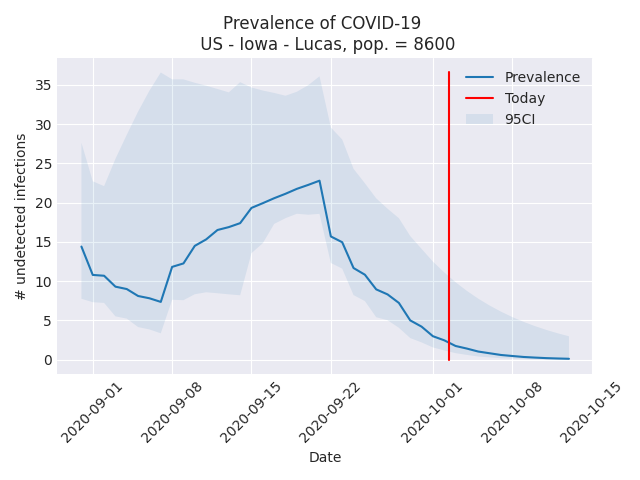 Prevalence of COVID-19
US - Iowa - Lucas, pop. = 8600
Prevalence
Today
95CI
# undetected infections
35
30
25
20
15
10
5
0
2020-09-01
2020-09-08
2020-09-15
2020-09-22
2020-10-01
2020-10-08
2020-10-15
Date